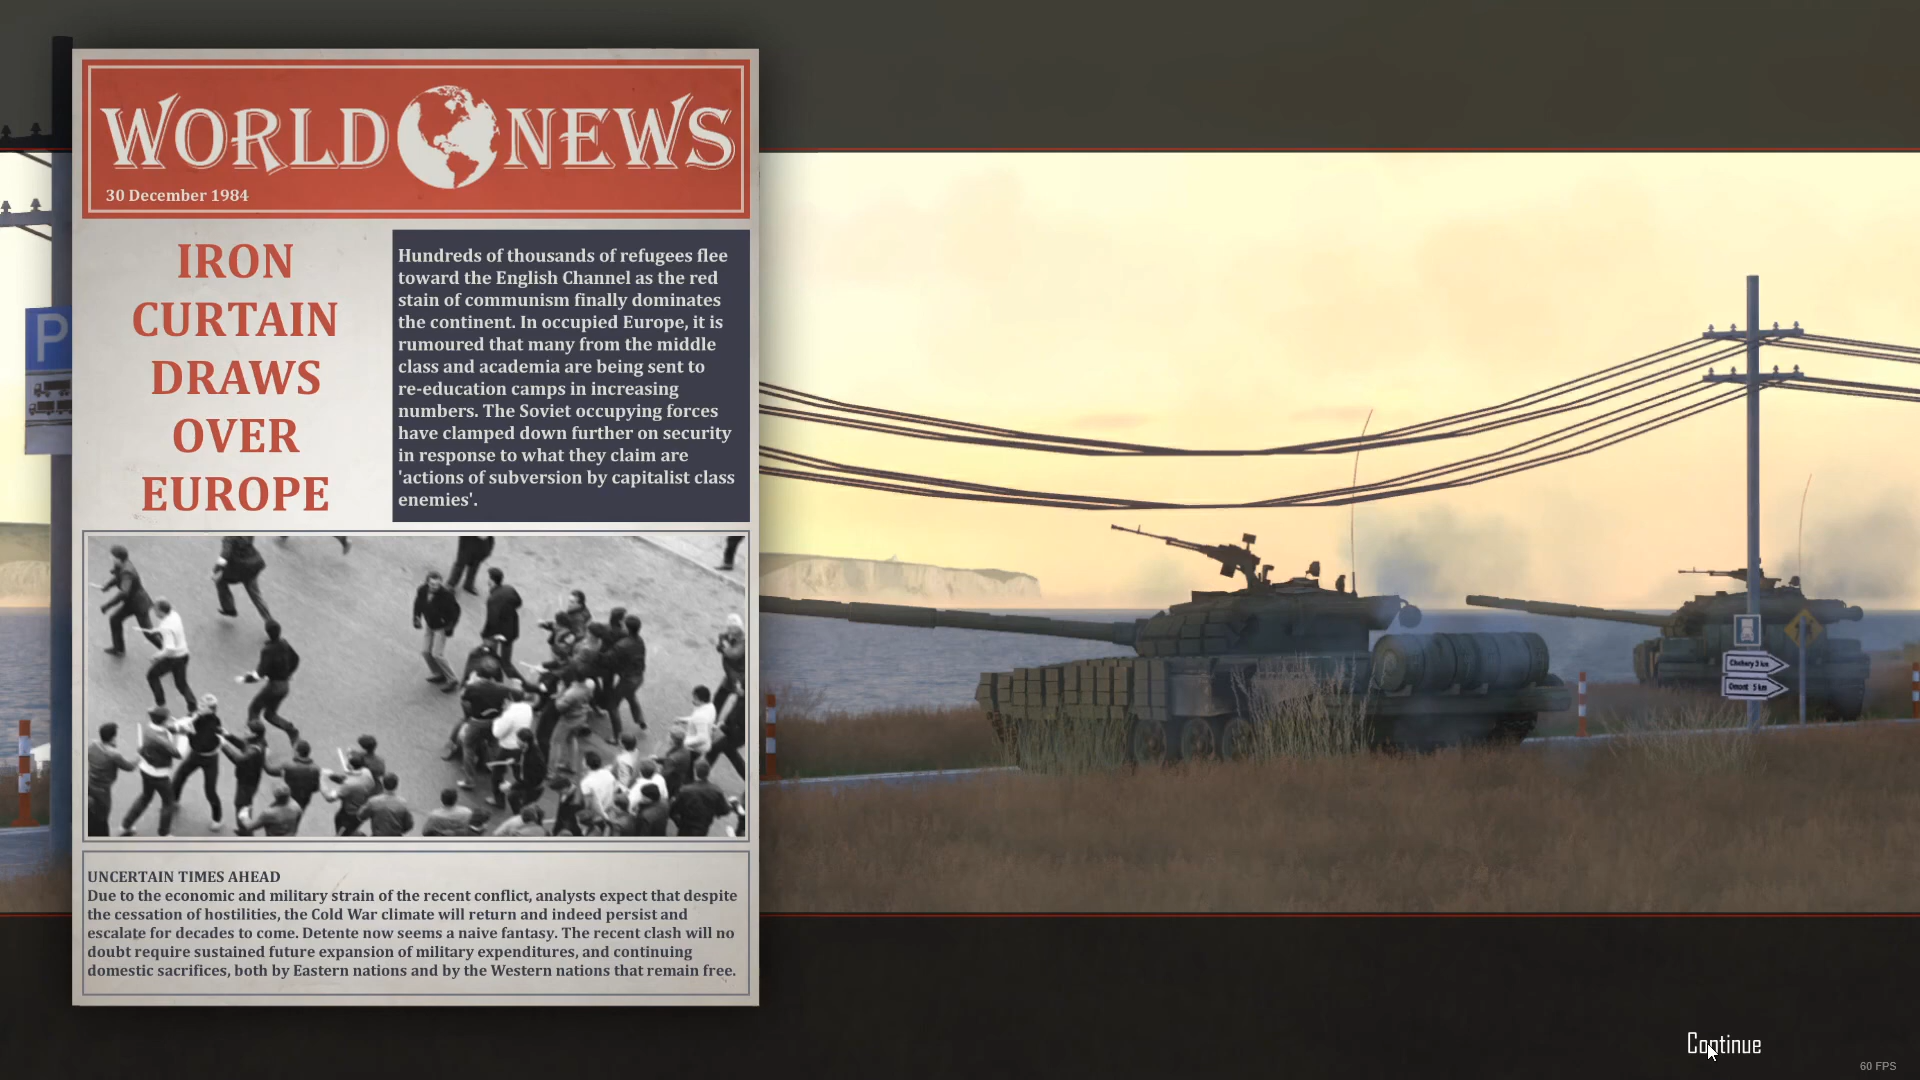 WORLD NEWS
30 December 1984
IRON
CURTAIN
DRAWS
OVER
EUROPE
Hundreds of thousands of refugees flee
toward the English Channel as the red
stain of communism finally dominates
the continent. In occupied Europe, it is
rumoured that many from the middle
class and academia are being sent to
re-education camps in increasing
numbers. The Soviet occupying forces
have clamped down further on security
in response to what they claim are
'actions of subversion by capitalist class
enemies'.
UNCERTAIN TIMES AHEAD
Due to the economic and military strain of the recent conflict, analysts expect that despite
the cessation of hostilities, the Cold War climate will return and indeed persist and
escalate for decades to come. Detente now seems a naive fantasy. The recent clash will no
doubt require sustained future expansion of military expenditures, and continuing
domestic sacrifices, both by Eastern nations and by the Western nations that remain free.
P
Chehery 3 km
Omont 5 km
Continue
60 FPS